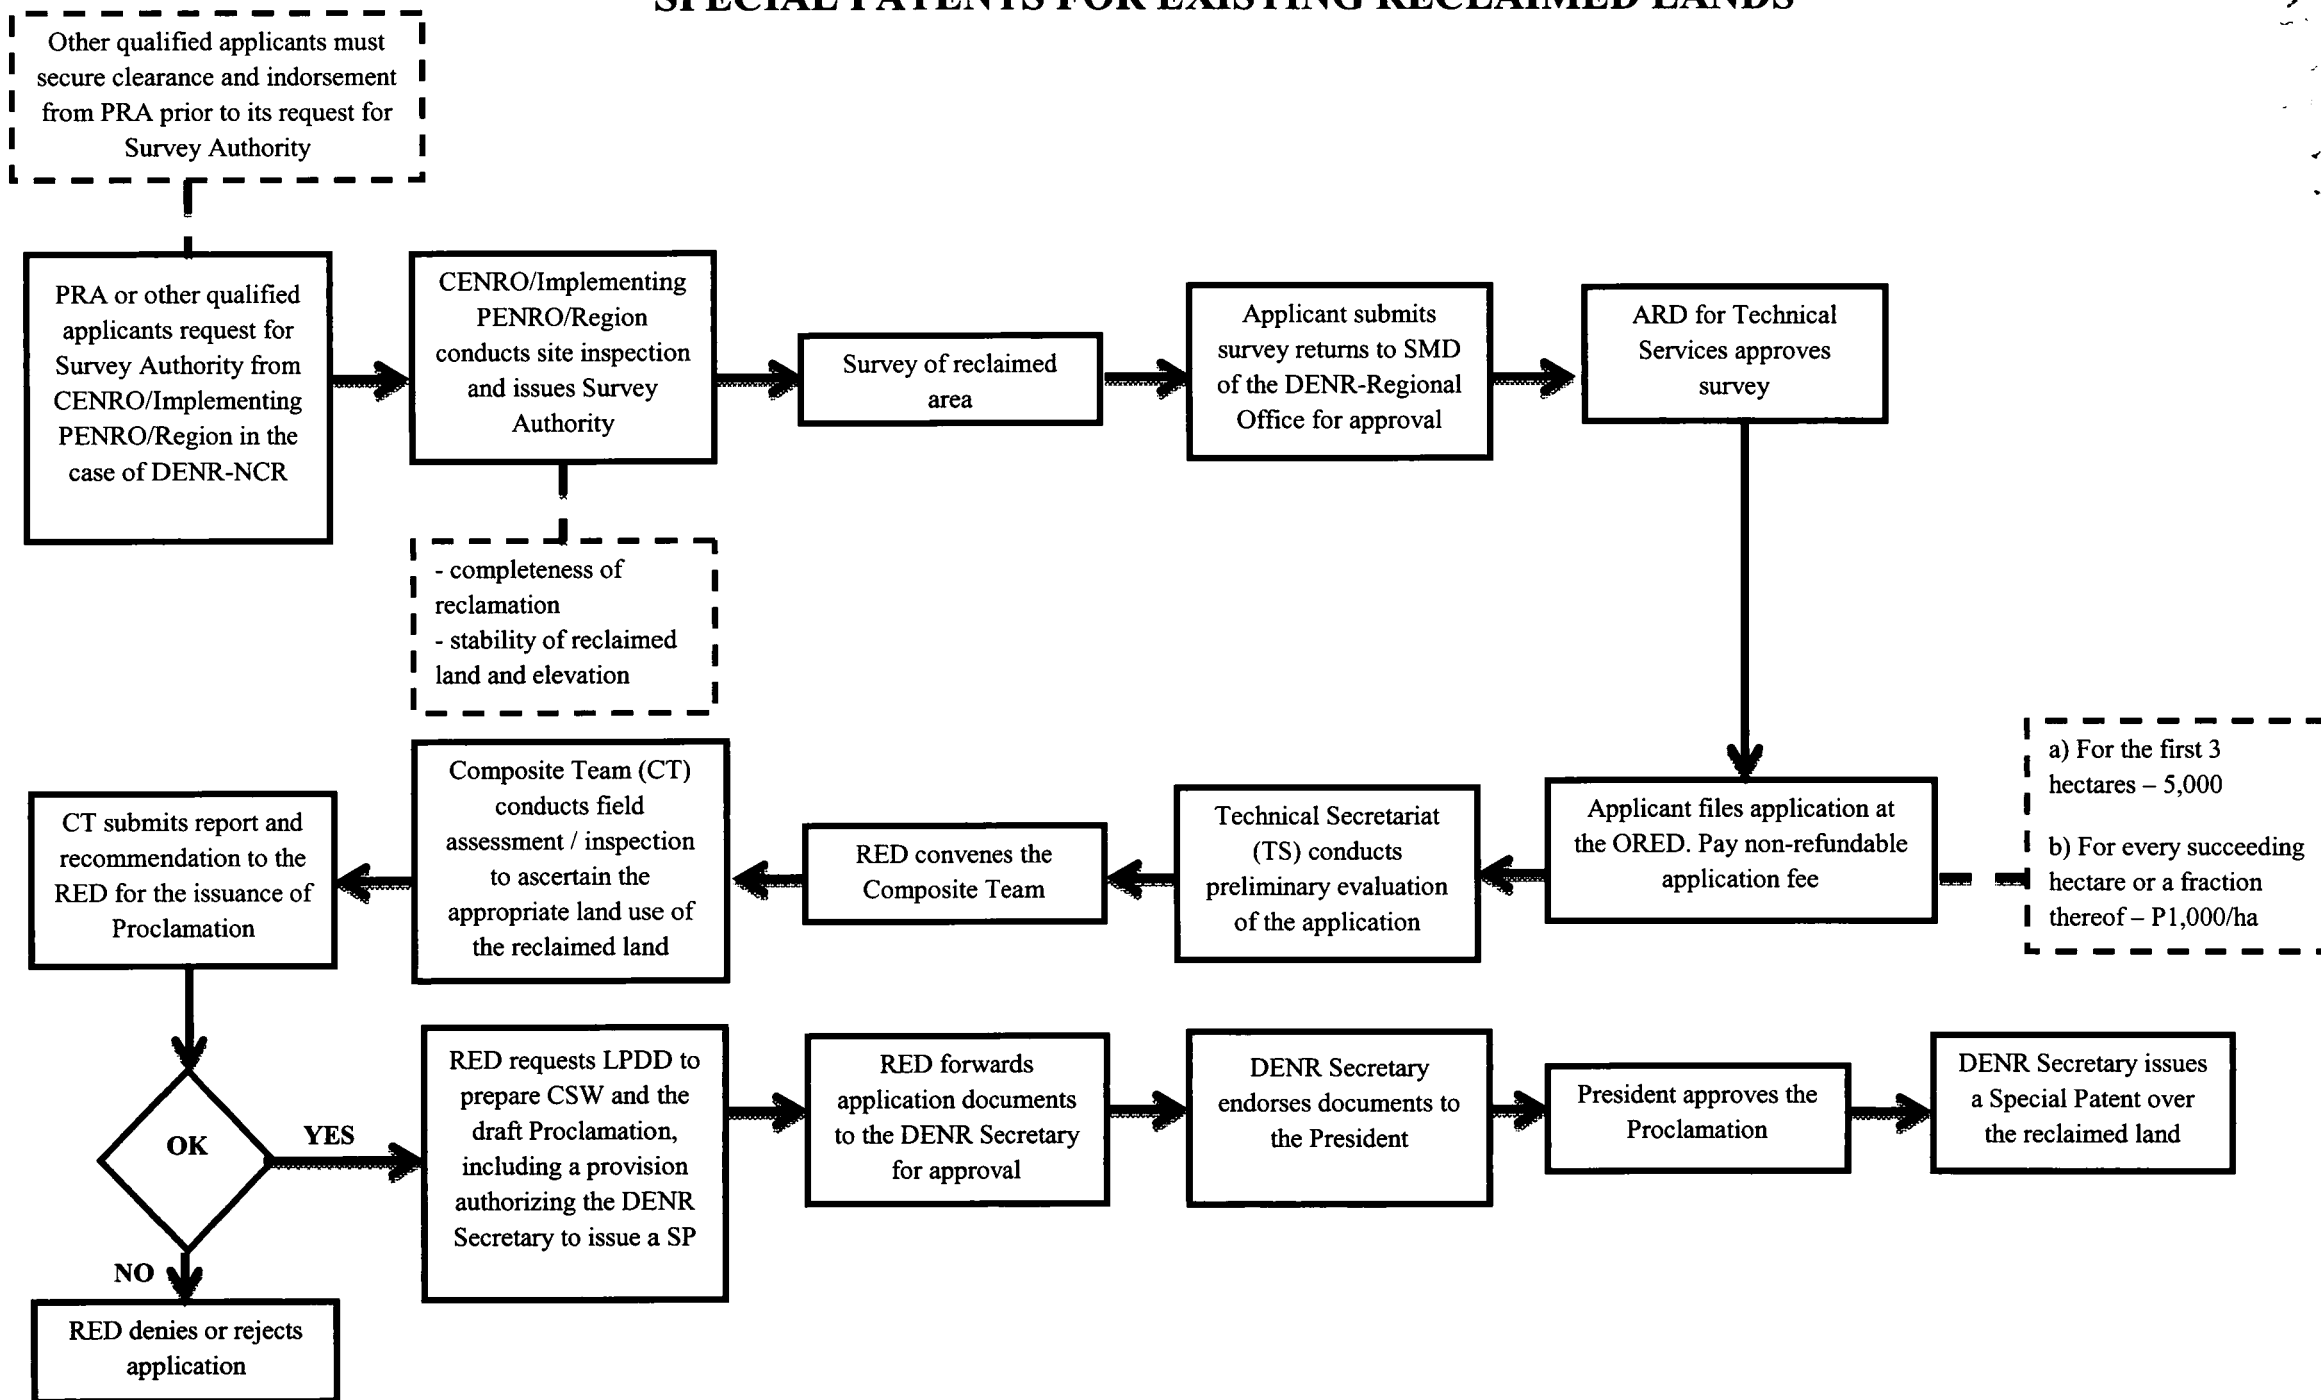 SPECIAL PATENTS FOR EXISTING RECLAIMED LANDS
Other qualified applicants must
secure clearance and indorsement
from PRA prior to its request for
Survey Authority
PRA or other qualified
applicants request for
Survey Authority from
CENRO/Implementing
PENRO/Region in the
case of DENR-NCR
CENRO/Implementing
PENRO/Region
conducts site inspection
and issues Survey
Authority
Survey of reclaimed
area
Applicant submits
survey returns to SMD
of the DENR-Regional
Office for approval
ARD for Technical
Services approves
survey
- completeness of
reclamation
- stability of reclaimed
land and elevation
a) For the first 3
hectares – 5,000
b) For every succeeding
hectare or a fraction
thereof – P1,000/ha
Applicant files application at
the ORED. Pay non-refundable
application fee
Technical Secretariat
(TS) conducts
preliminary evaluation
of the application
RED convenes the
Composite Team
Composite Team (CT)
conducts field
assessment / inspection
to ascertain the
appropriate land use of
the reclaimed land
CT submits report and
recommendation to the
RED for the issuance of
Proclamation
OK
YES
NO
RED denies or rejects
application
RED requests LPDD to
prepare CSW and the
draft Proclamation,
including a provision
authorizing the DENR
Secretary to issue a SP
RED forwards
application documents
to the DENR Secretary
for approval
DENR Secretary
endorses documents to
the President
President approves the
Proclamation
DENR Secretary issues
a Special Patent over
the reclaimed land